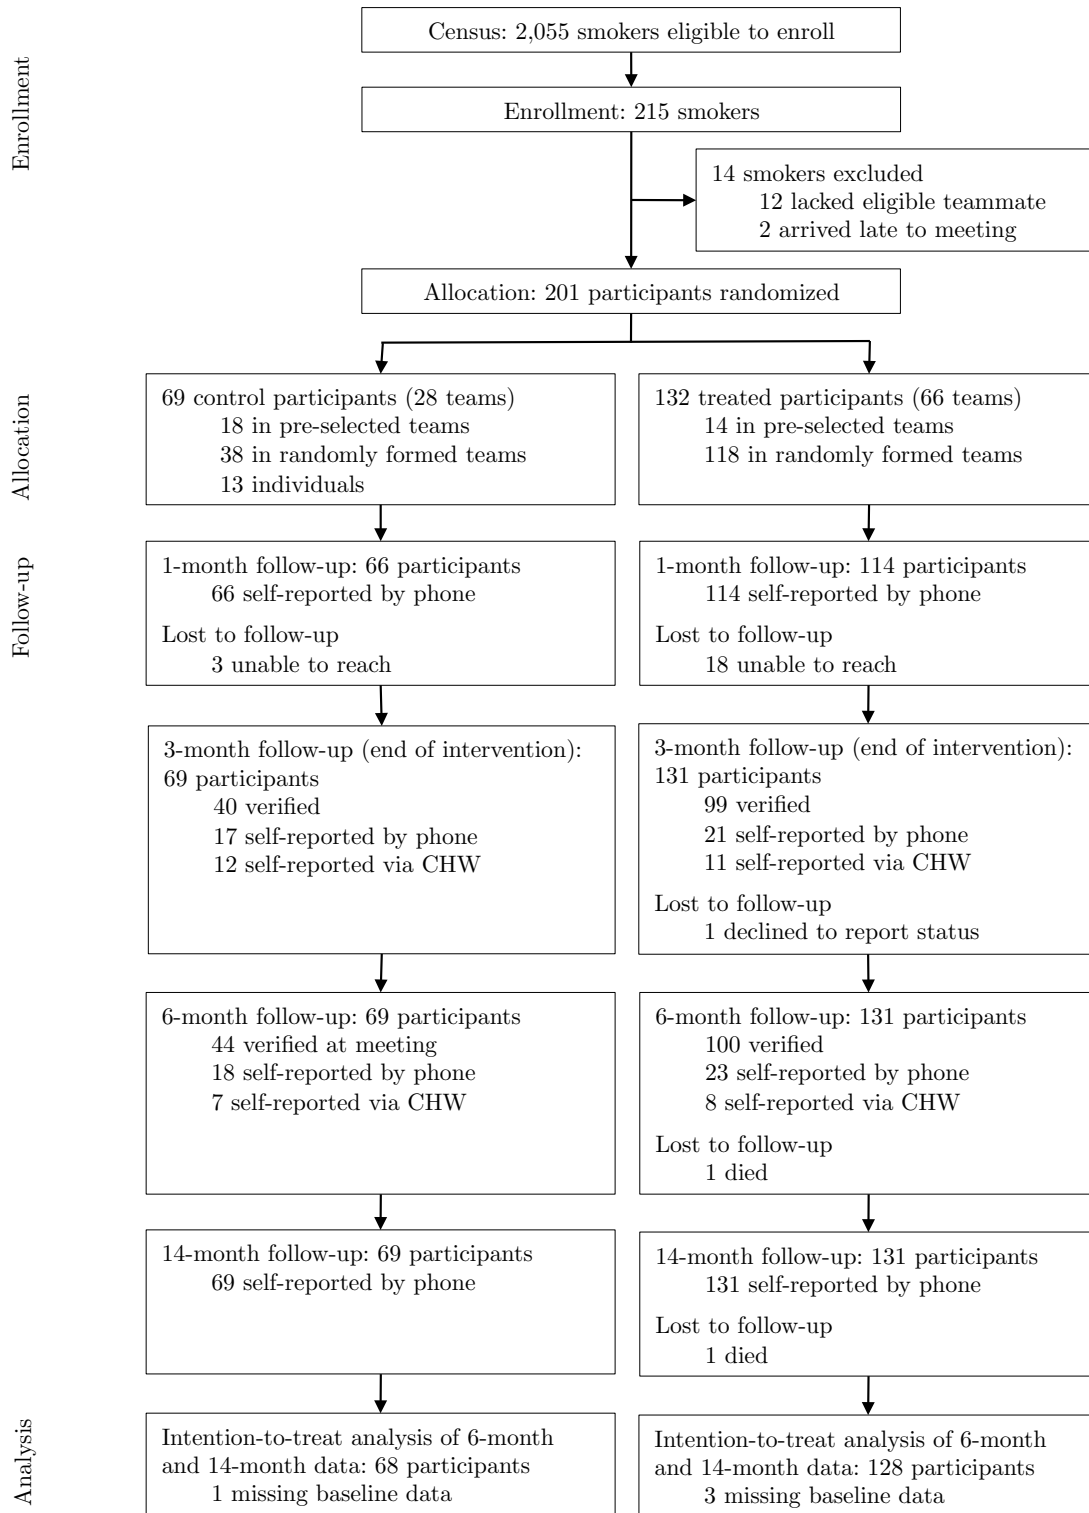 Enrollment
Census: 2,055 smokers eligible to enroll
Enrollment: 215 smokers
14 smokers excluded
12 lacked eligible teammate
2 arrived late to meeting
Allocation: 201 participants randomized
Allocation
69 control participants (28 teams)
18 in pre-selected teams
38 in randomly formed teams
13 individuals
132 treated participants (66 teams)
14 in pre-selected teams
118 in randomly formed teams
Follow-up
1-month follow-up: 66 participants
66 self-reported by phone
Lost to follow-up
3 unable to reach
1-month follow-up: 114 participants
114 self-reported by phone
Lost to follow-up
18 unable to reach
3-month follow-up (end of intervention):
69 participants
40 verified
17 self-reported by phone
12 self-reported via CHW
3-month follow-up (end of intervention):
131 participants
99 verified
21 self-reported by phone
11 self-reported via CHW
Lost to follow-up
1 declined to report status
6-month follow-up: 69 participants
44 verified at meeting
18 self-reported by phone
7 self-reported via CHW
6-month follow-up: 131 participants
100 verified
23 self-reported by phone
8 self-reported via CHW
Lost to follow-up
1 died
14-month follow-up: 69 participants
69 self-reported by phone
14-month follow-up: 131 participants
131 self-reported by phone
Lost to follow-up
1 died
Analysis
Intention-to-treat analysis of 6-month
and 14-month data: 68 participants
1 missing baseline data
Intention-to-treat analysis of 6-month
and 14-month data: 128 participants
3 missing baseline data